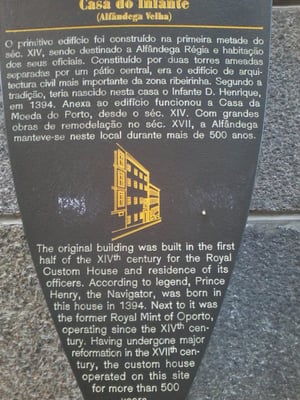 Casa do Infante
(Alfândega Velha)
O primitivo edifício foi construído na primeira metade do
séc. XIV, sendo destinado a Alfândega Régia e habitação
dos seus oficiais. Constituído por duas torres ameadas
separadas por um pátio central, era o edifício de arqui-
tectura civil mais importante da zona ribeirinha. Segundo a
tradição, teria nascido nesta casa o Infante D. Henrique,
em 1394. Anexa ao edifício funcionou a Casa da
Moeda do Porto, desde o séc. XIV. Com grandes
obras de remodelação no séc. XVII, a Alfândega
manteve-se neste local durante mais de 500 anos.
The original building was built in the first
half of the XIVth century for the Royal
Custom House and residence of its
officers. According to legend, Prince
Henry, the Navigator, was born in
this house in 1394. Next to it was
the former Royal Mint of Oporto,
operating since the XIVth cen-
tury. Having undergone major
reformation in the XVIIth cen-
tury, the custom house
operated on this site
for more than 500
years